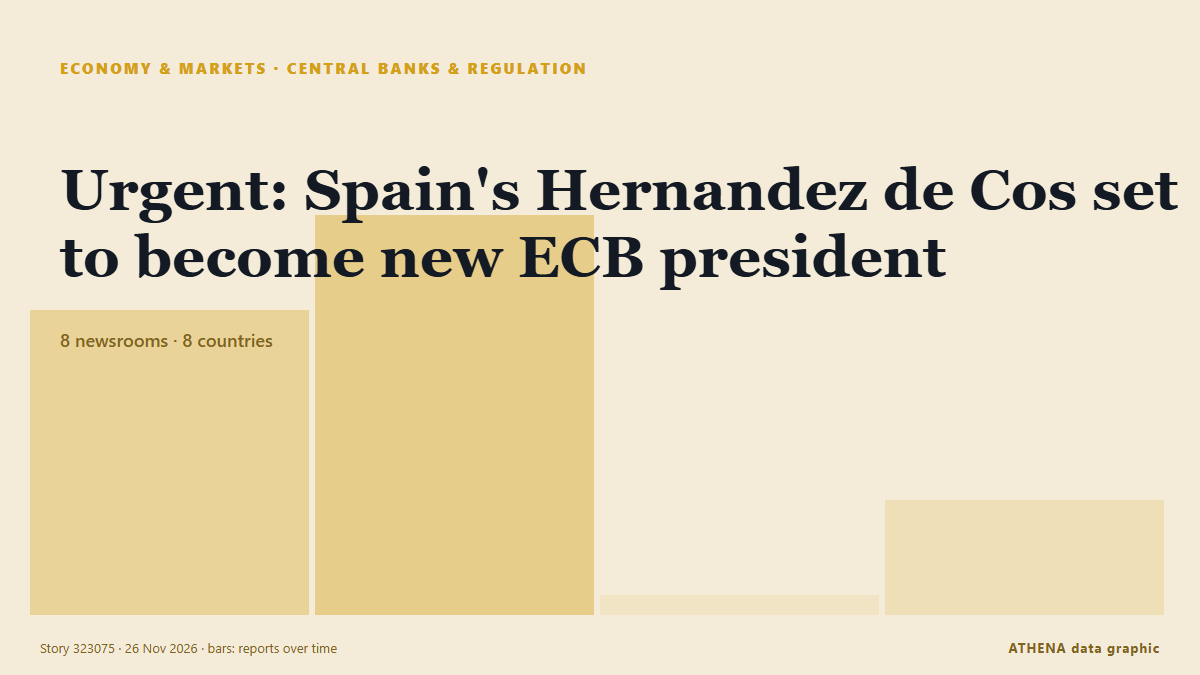 ECONOMY & MARKETS · CENTRAL BANKS & REGULATION
Urgent: Spain's Hernandez de Cos set
to become new ECB president
8 newsrooms · 8 countries
Story 323075 · 26 Nov 2026 · bars: reports over time
ATHENA data graphic